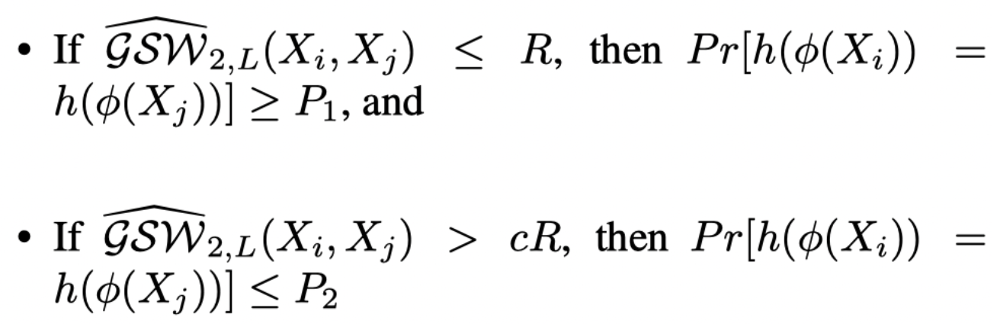 • If $\widehat{\mathcal{GSW}}_{2,L}(X_i, X_j) \leq R$, then $Pr[h(\phi(X_i)) =$
$h(\phi(X_j))] \geq P_1$, and
• If $\widehat{\mathcal{GSW}}_{2,L}(X_i, X_j) > cR$, then $Pr[h(\phi(X_i)) =$
$h(\phi(X_j))] \leq P_2$